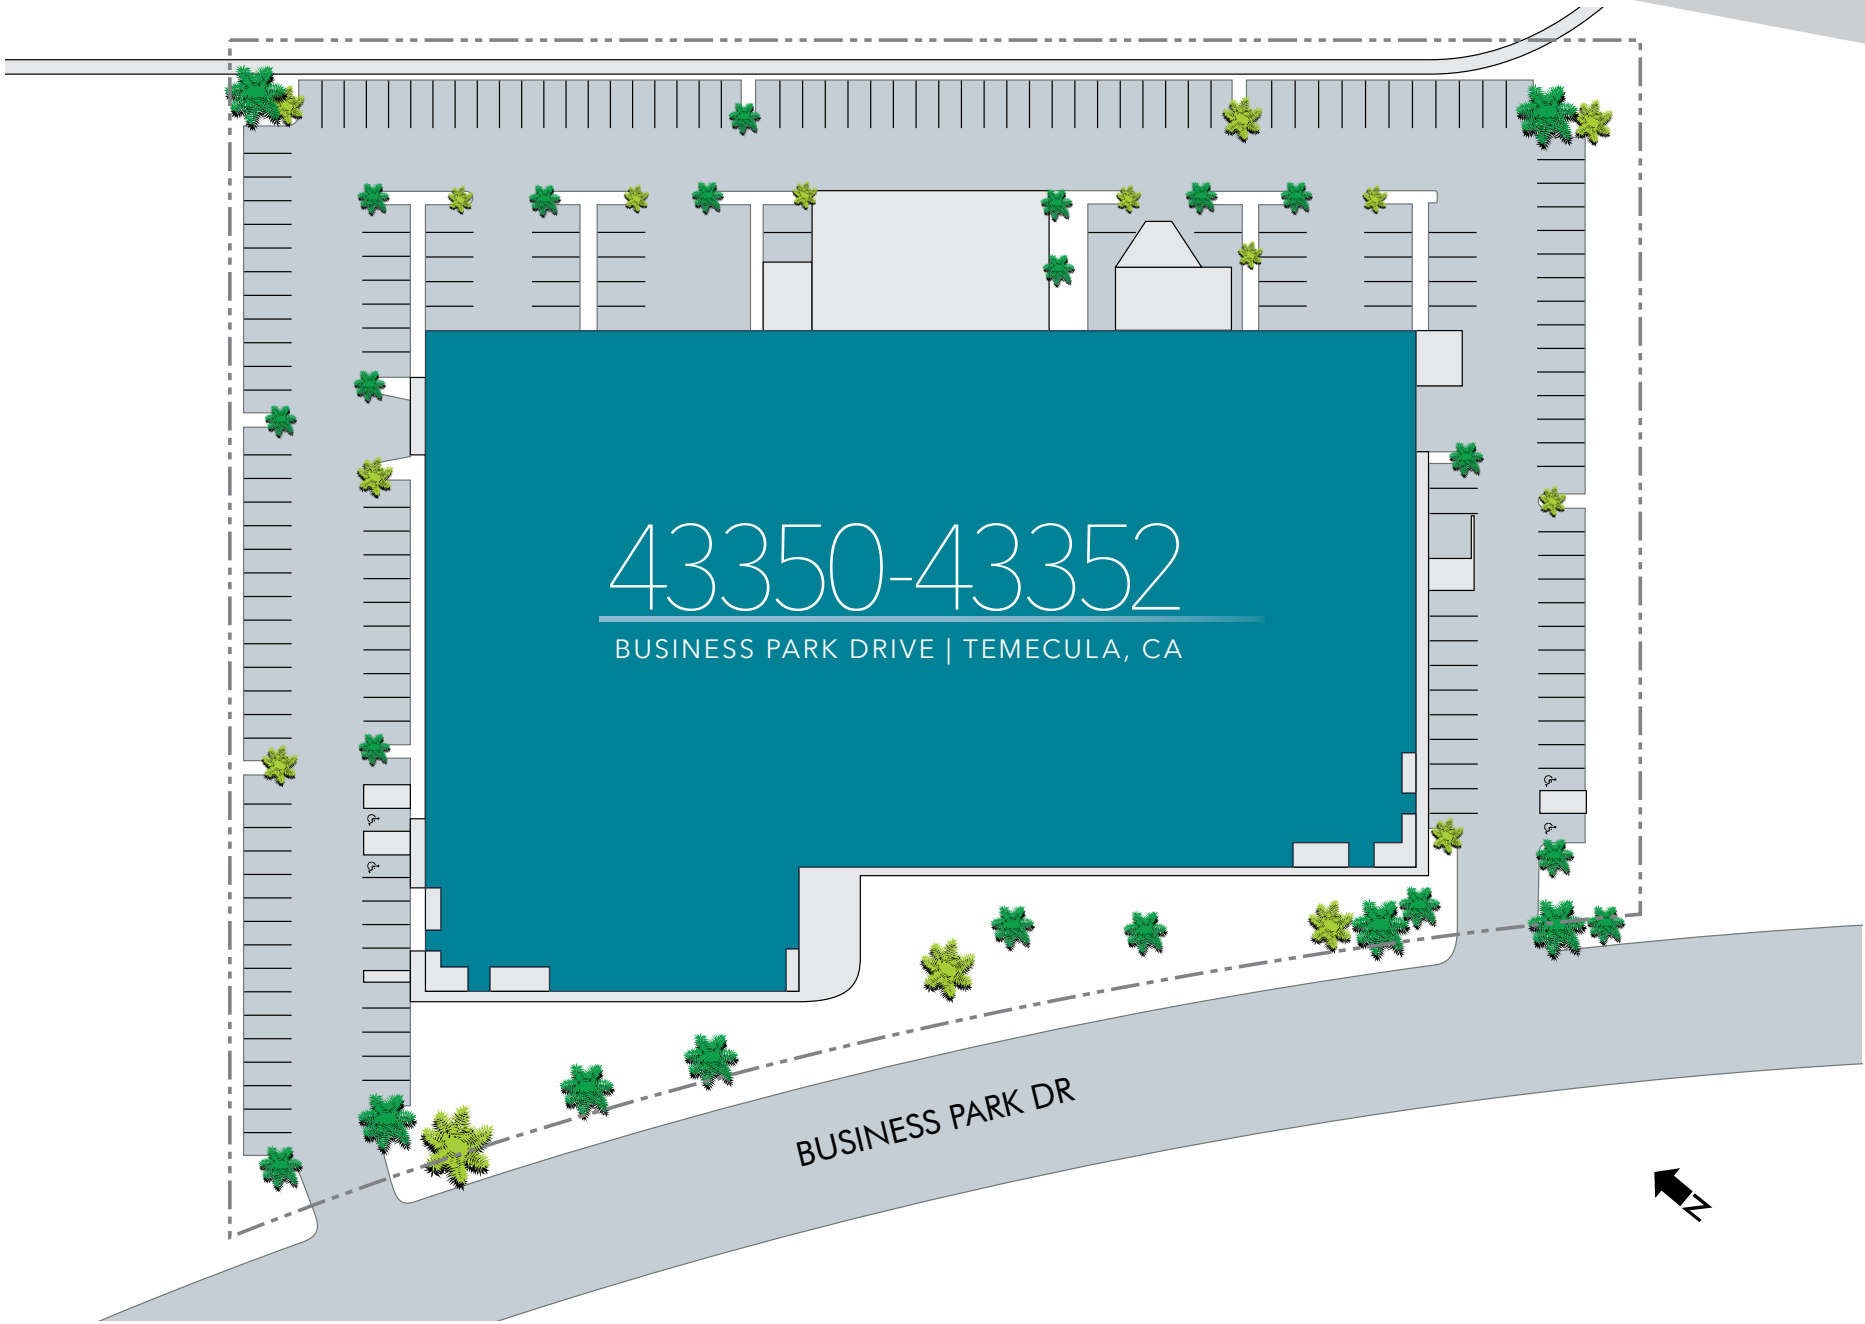 43350-43352
BUSINESS PARK DRIVE | TEMECULA, CA
BUSINESS PARK DR
N